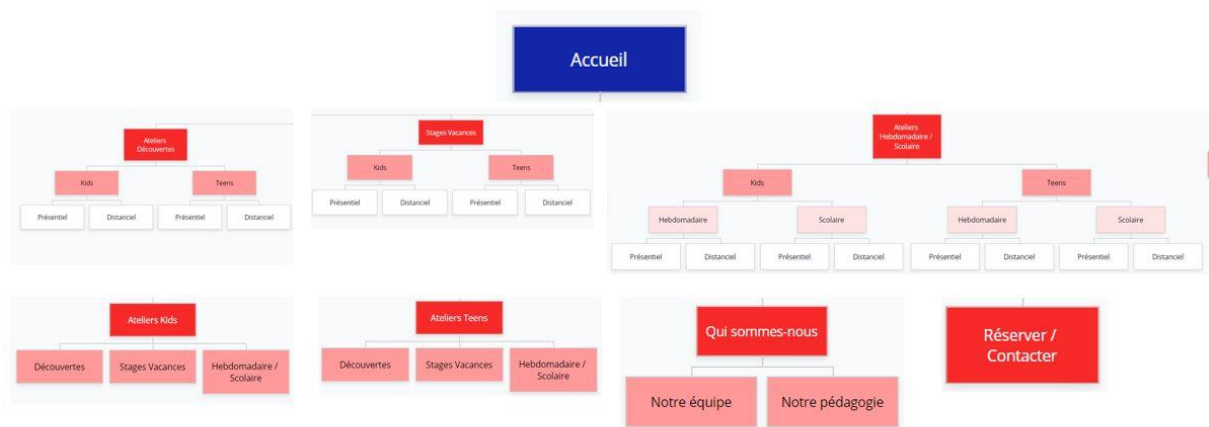 Accueil
Ateliers
Découvertes
Kids
Teens
Présentiel
Distanciel
Présentiel
Distanciel
Stages Vacances
Kids
Teens
Présentiel
Distanciel
Présentiel
Distanciel
Ateliers
Hebdomadaire /
Scolaire
Kids
Teens
Hebdomadaire
Scolaire
Hebdomadaire
Scolaire
Présentiel
Distanciel
Présentiel
Distanciel
Présentiel
Distanciel
Présentiel
Distanciel
Ateliers Kids
Découvertes
Stages Vacances
Hebdomadaire /
Scolaire
Ateliers Teens
Découvertes
Stages Vacances
Hebdomadaire /
Scolaire
Qui sommes-nous
Notre équipe
Notre pédagogie
Réserver /
Contacter